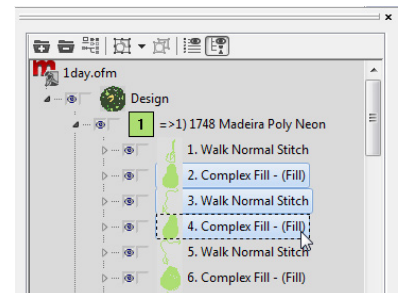 1day.ofm
Design
1 =>1) 1748 Madeira Poly Neon
1. Walk Normal Stitch
2. Complex Fill - (Fill)
3. Walk Normal Stitch
4. Complex Fill - (Fill)
5. Walk Normal Stitch
6. Complex Fill - (Fill)